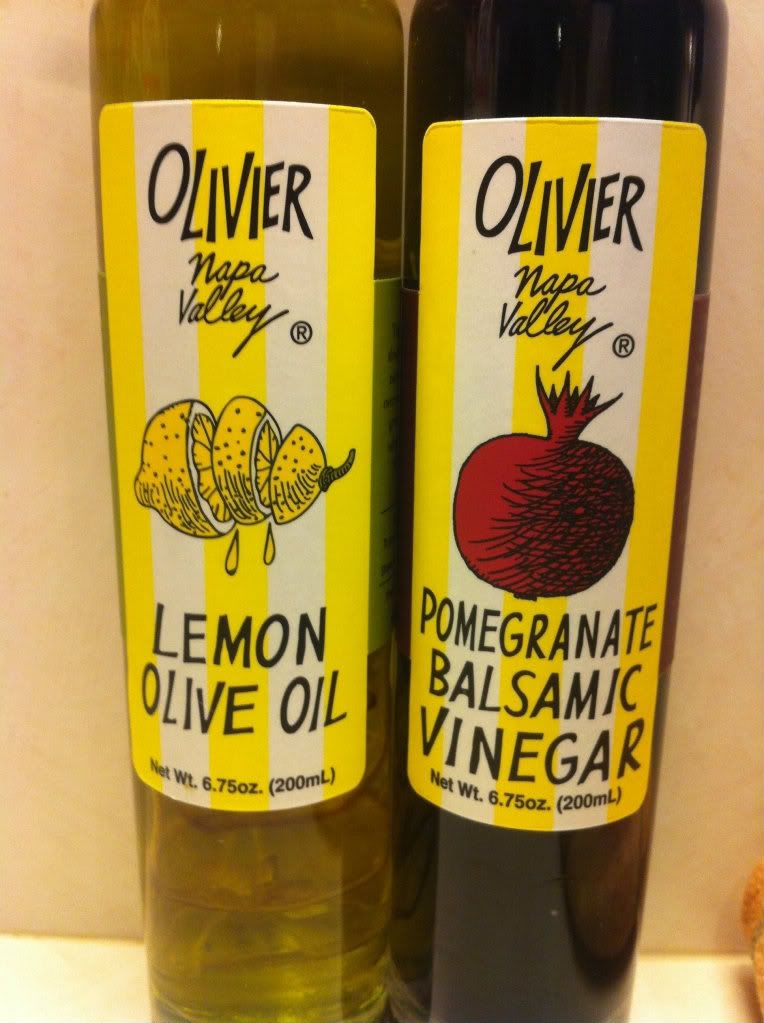 OLIVIER
Napa
Valley ®
LEMON
OLIVE OIL
Net Wt. 6.75oz. (200mL)
OLIVIER
Napa
Valley ®
POMEGRANATE
BALSAMIC
VINEGAR
Net Wt. 6.75oz. (200mL)